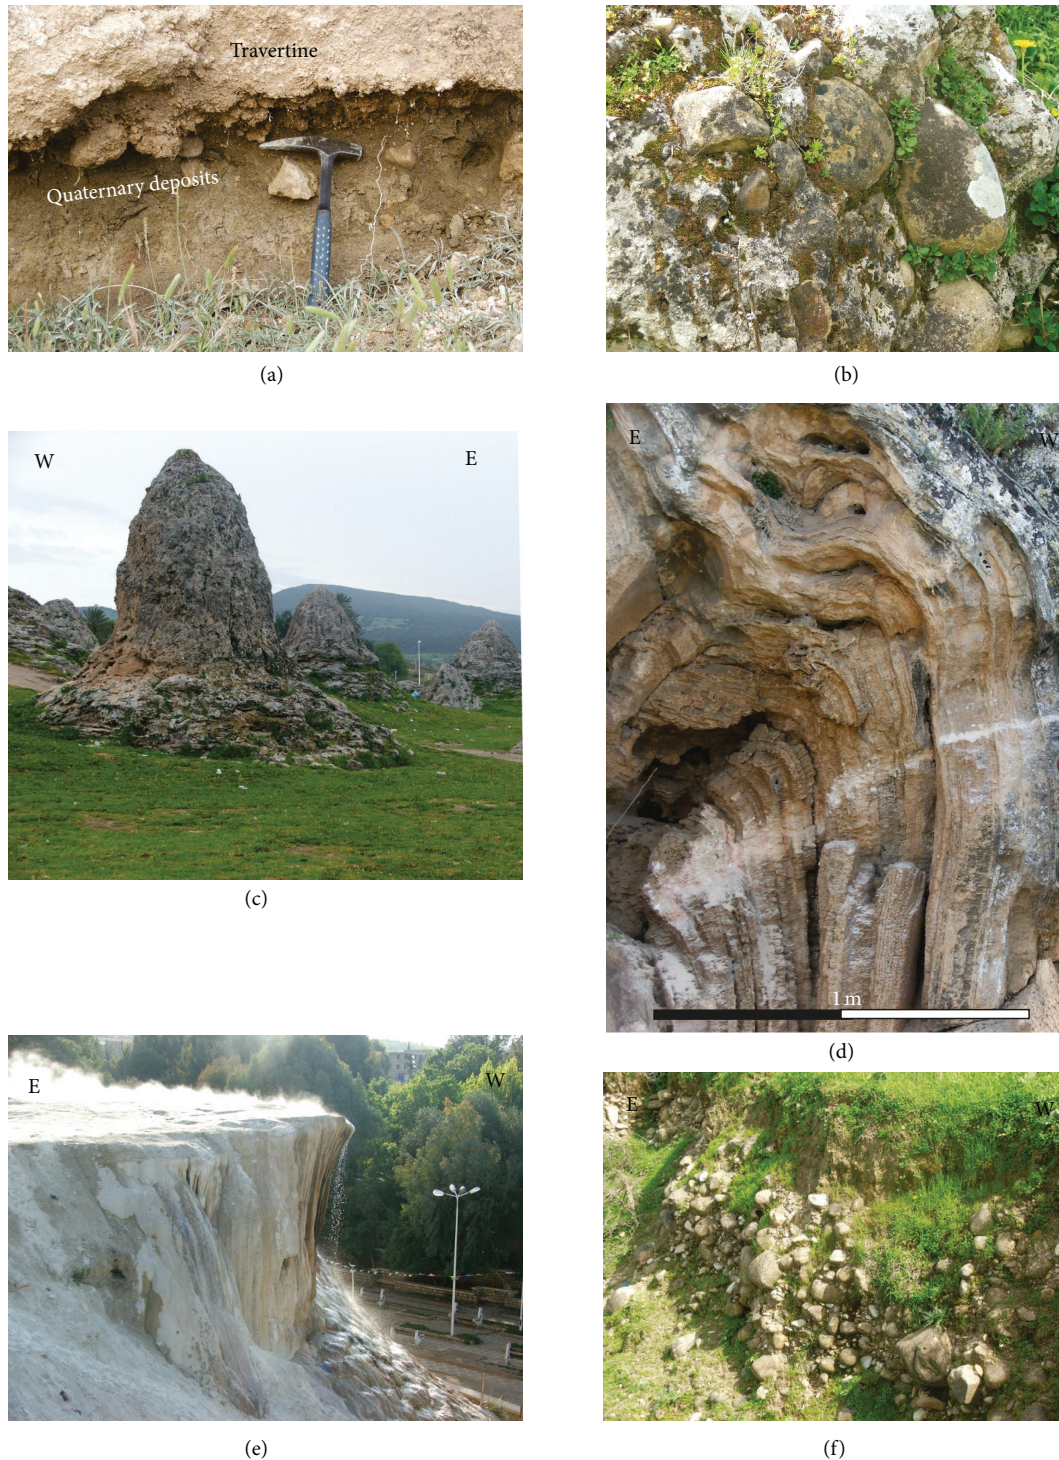 Travertine
Quaternary deposits
(a)
(b)
W
E
(c)
E
W
1 m
(d)
E
W
(e)
E
W
(f)